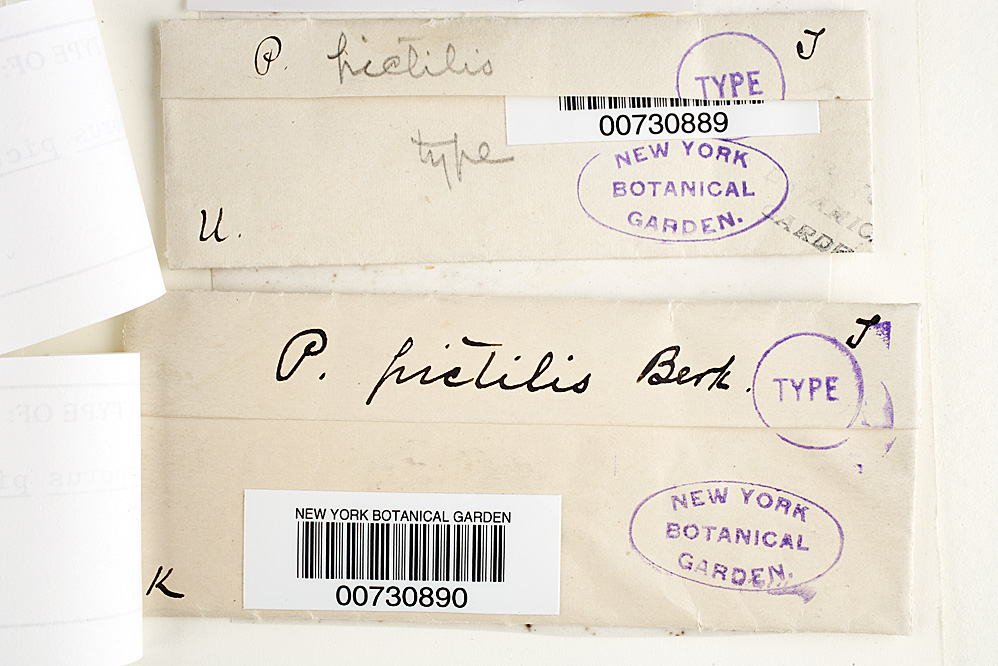 P. pictilis
J
TYPE
00730889
type
NEW YORK
BOTANICAL
GARDEN.
U.
P. pictilis Berk.
J
TYPE
NEW YORK BOTANICAL GARDEN
00730890
NEW YORK
BOTANICAL
GARDEN.
K